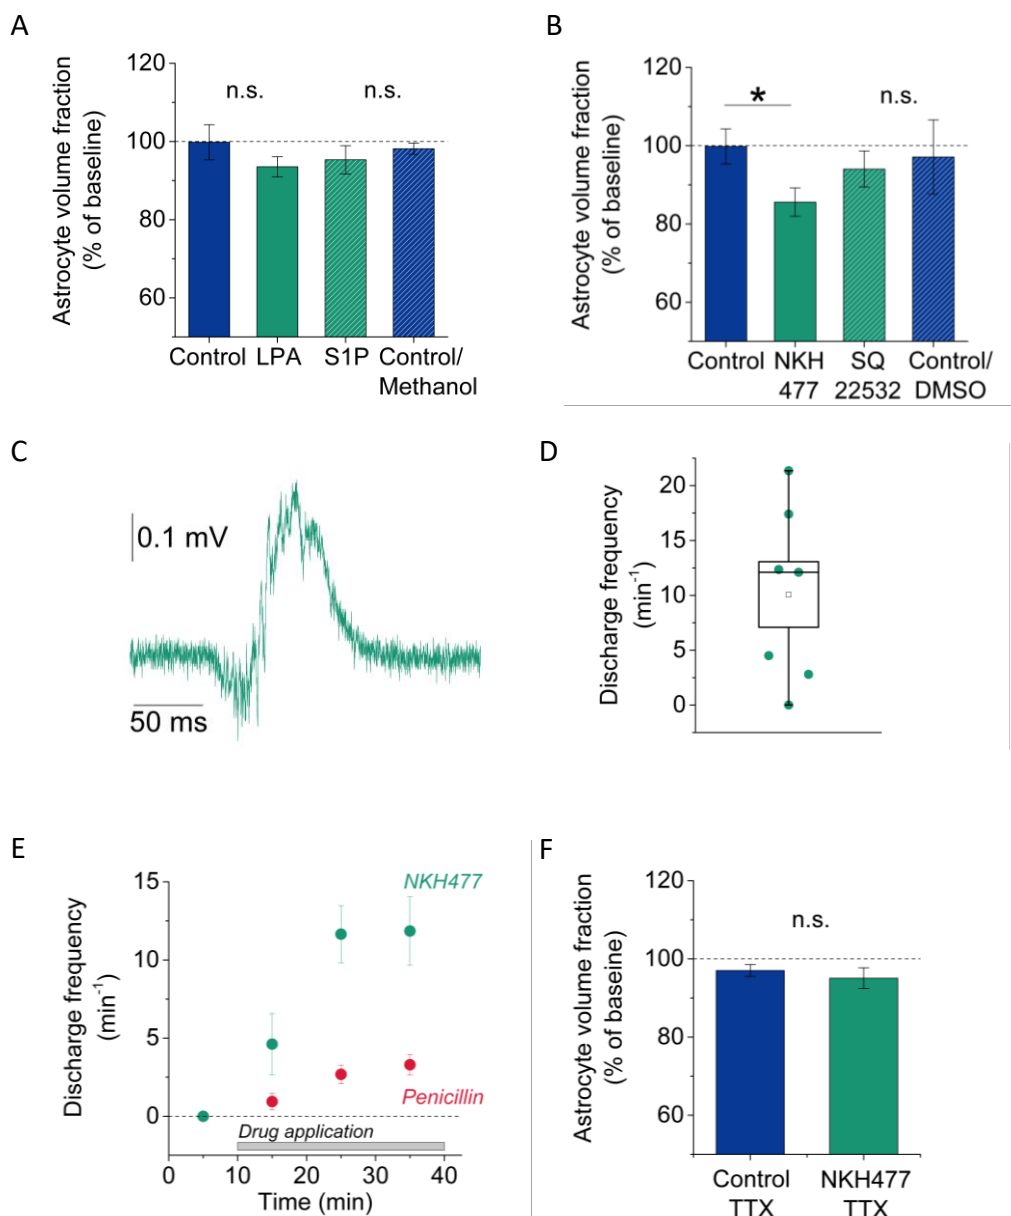 A
Astrocyte volume fraction
(% of baseline)
120
100
80
60
n.s.
n.s.
Control
LPA
S1P
Control/
Methanol
B
Astrocyte volume fraction
(% of baseline)
120
100
80
60
*
n.s.
Control
NKH
477
SQ
22532
Control/
DMSO
C
0.1 mV
50 ms
D
Discharge frequency
(min-1)
20
15
10
5
0
E
Discharge frequency
(min-1)
15
10
5
0
NKH477
Penicillin
Drug application
0
10
20
30
40
Time (min)
F
Astrocyte volume fraction
(% of baseine)
120
100
80
60
n.s.
Control
TTX
NKH477
TTX